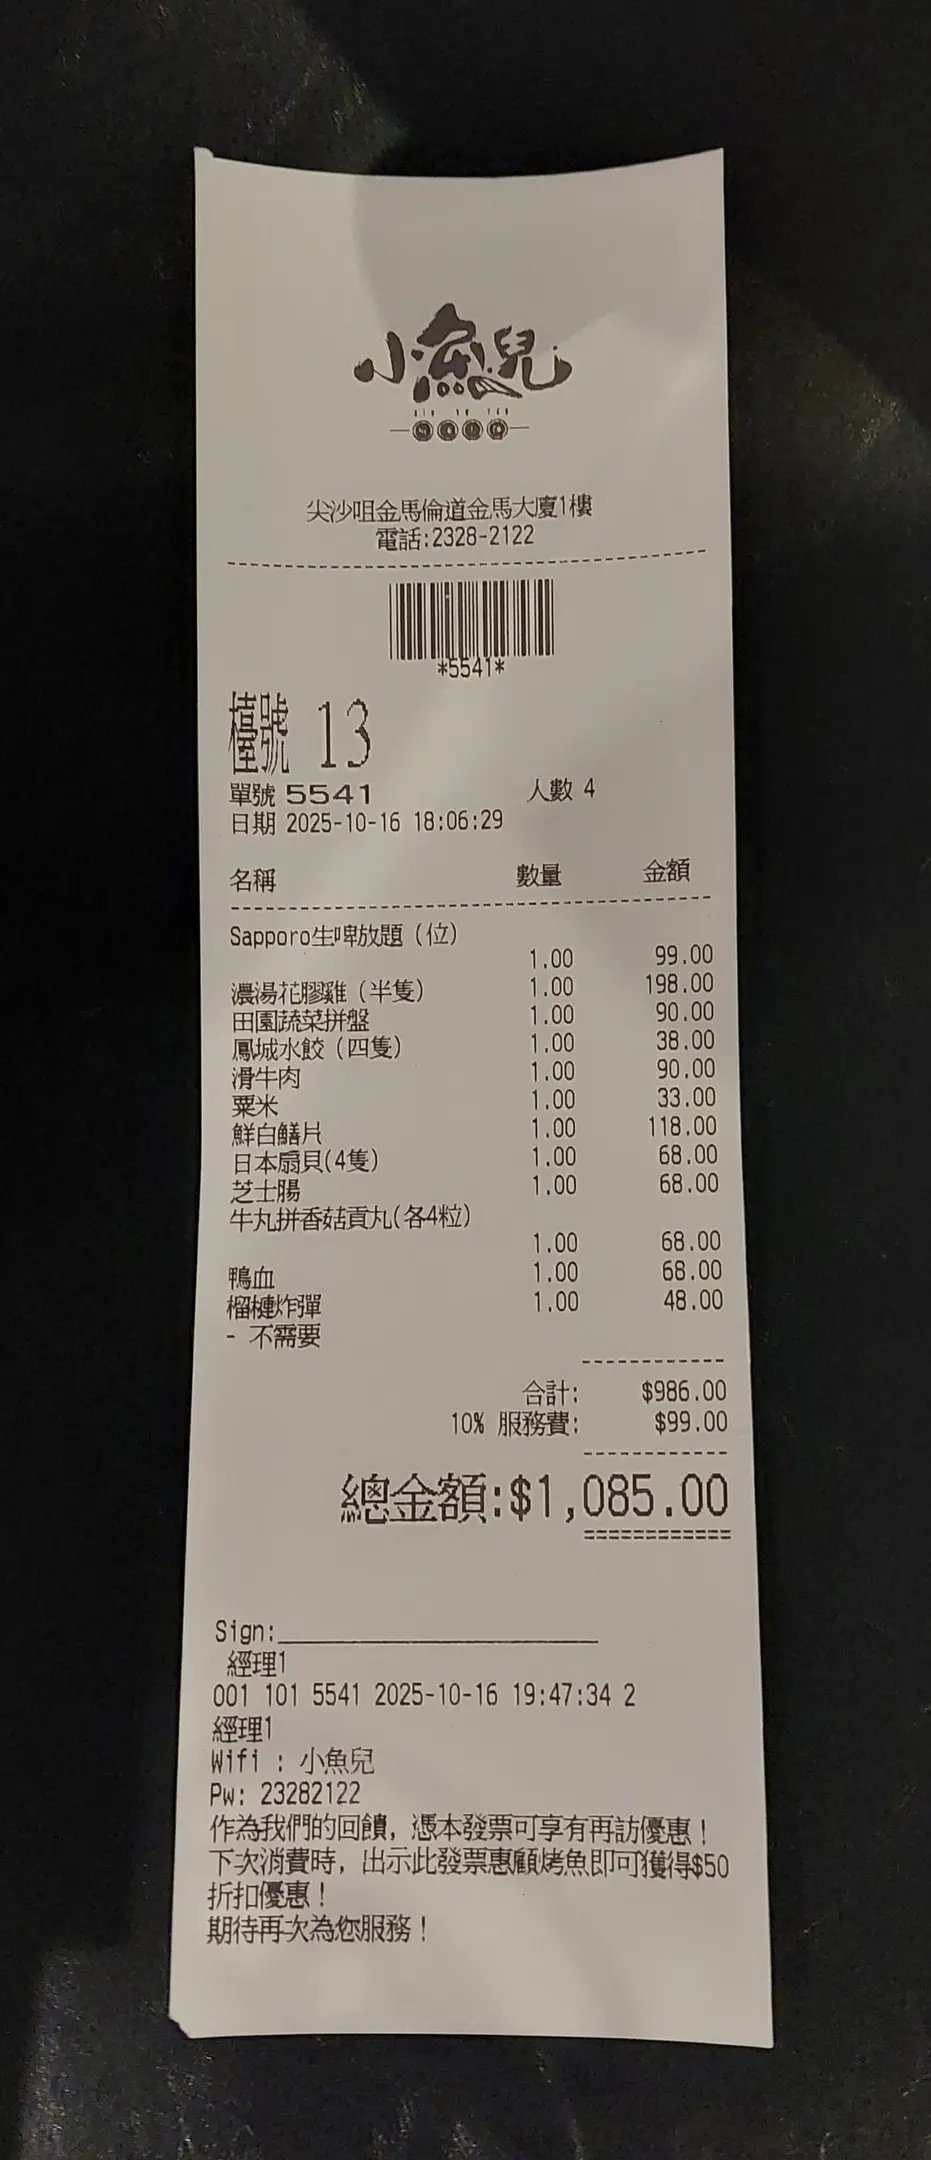 小魚兒
尖沙咀金馬倫道金馬大廈1樓
電話:2328-2122
*5541*
檯號 13
單號 5541 人數 4
日期 2025-10-16 18:06:29
名稱 數量 金額
Sapporo生啤放題(位)
1.00 99.00
濃湯花膠雞(半隻) 1.00 198.00
田園蔬菜拼盤 1.00 90.00
鳳城水餃(四隻) 1.00 38.00
滑牛肉 1.00 90.00
粟米 1.00 33.00
鮮白鱔片 1.00 118.00
日本扇貝(4隻) 1.00 68.00
芝士腸 1.00 68.00
牛丸拼香菇貢丸(各4粒)
1.00 68.00
鴨血 1.00 68.00
榴槤炸彈 1.00 48.00
- 不需要
合計: $986.00
10% 服務費: $99.00
總金額:$1,085.00
Sign:
經理1
001 101 5541 2025-10-16 19:47:34 2
經理1
Wifi : 小魚兒
Pw: 23282122
作為我們的回饋，憑本發票可享有再訪優惠！
下次消費時，出示此發票惠顧烤魚即可獲得$50
折扣優惠！
期待再次為您服務！